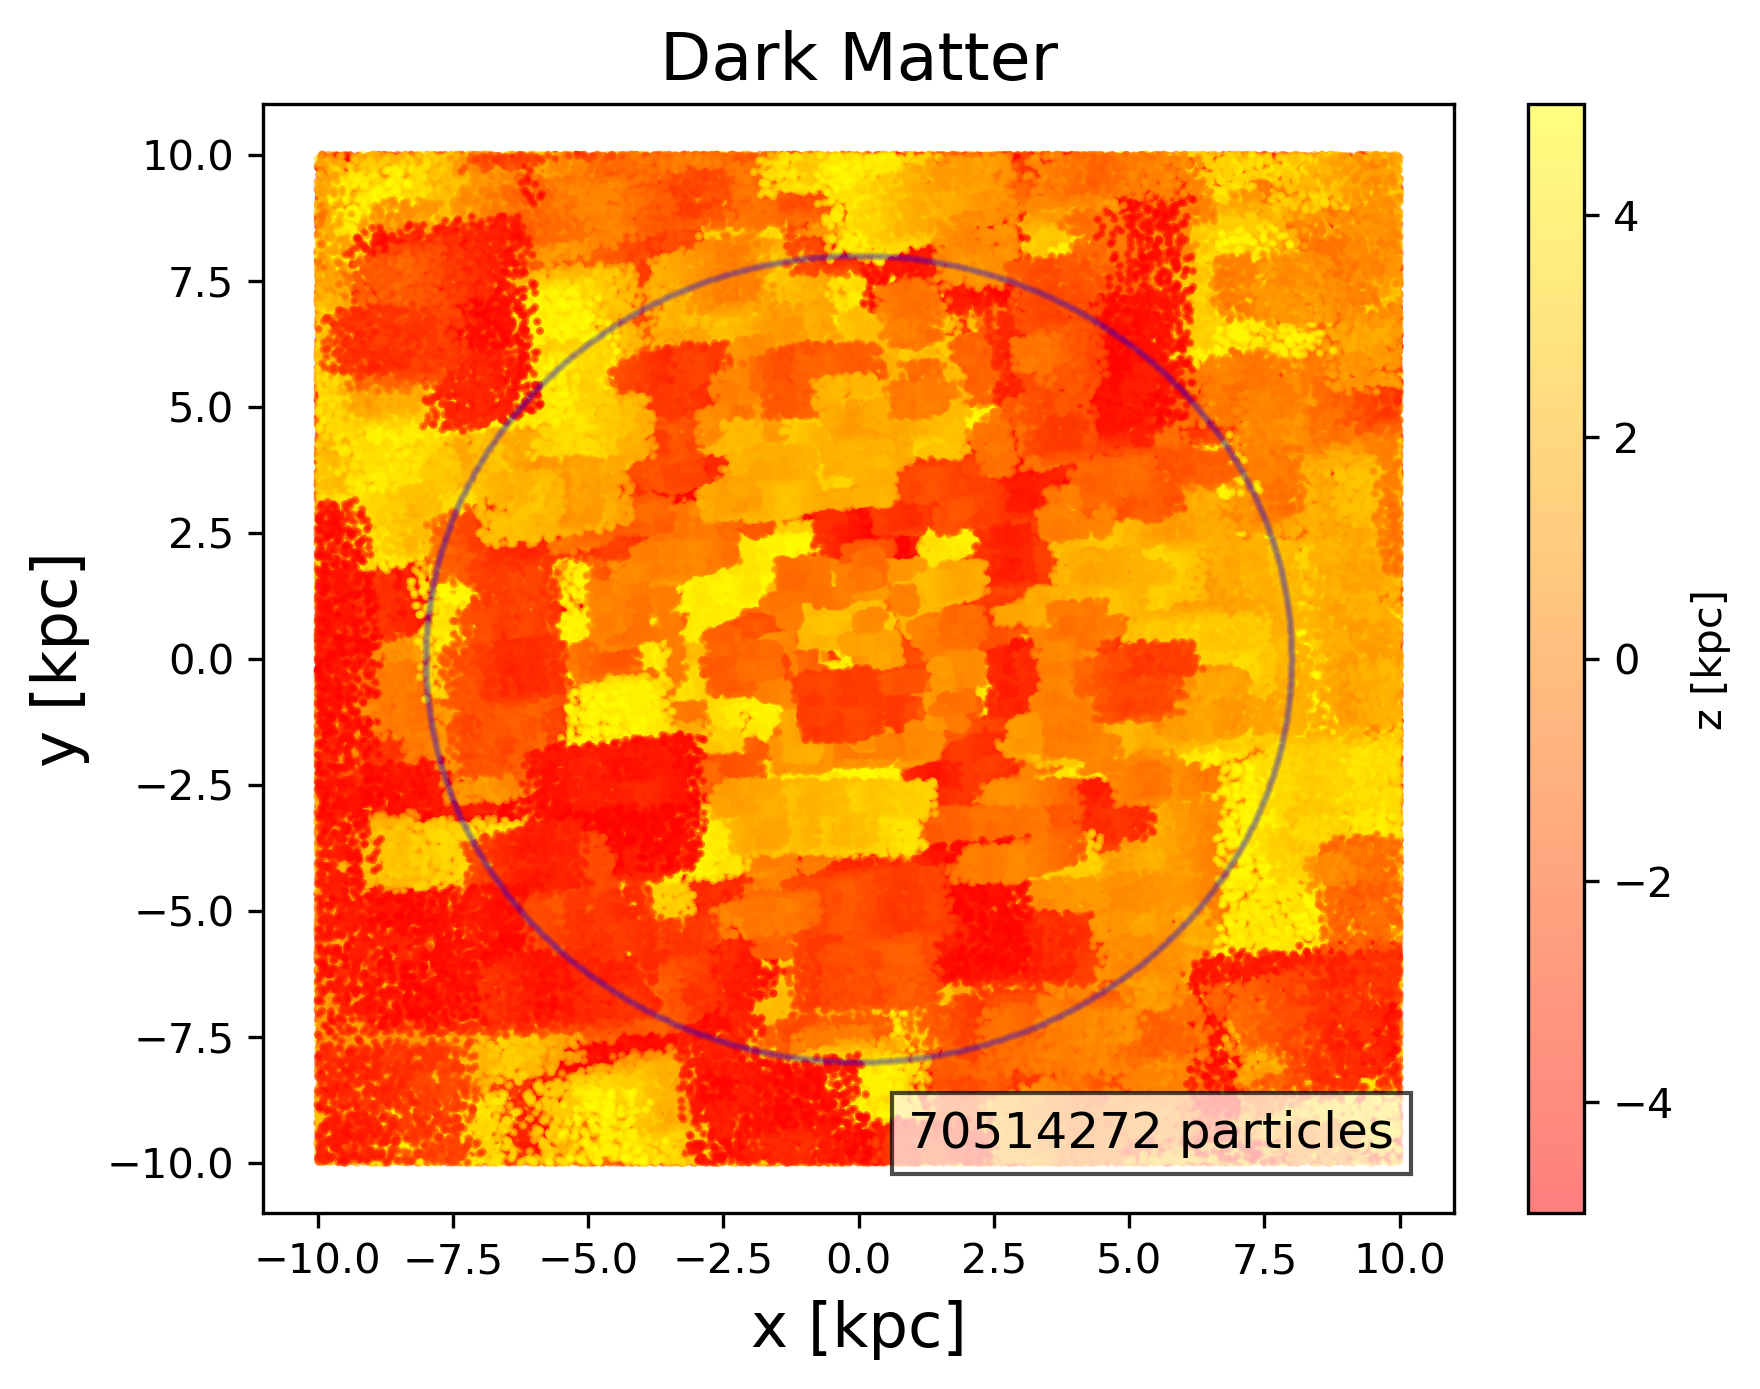 Dark Matter
10.0
7.5
5.0
2.5
0.0
−2.5
−5.0
−7.5
−10.0
y [kpc]
70514272 particles
−10.0 −7.5 −5.0 −2.5 0.0 2.5 5.0 7.5 10.0
x [kpc]
4
2
0
−2
−4
z [kpc]